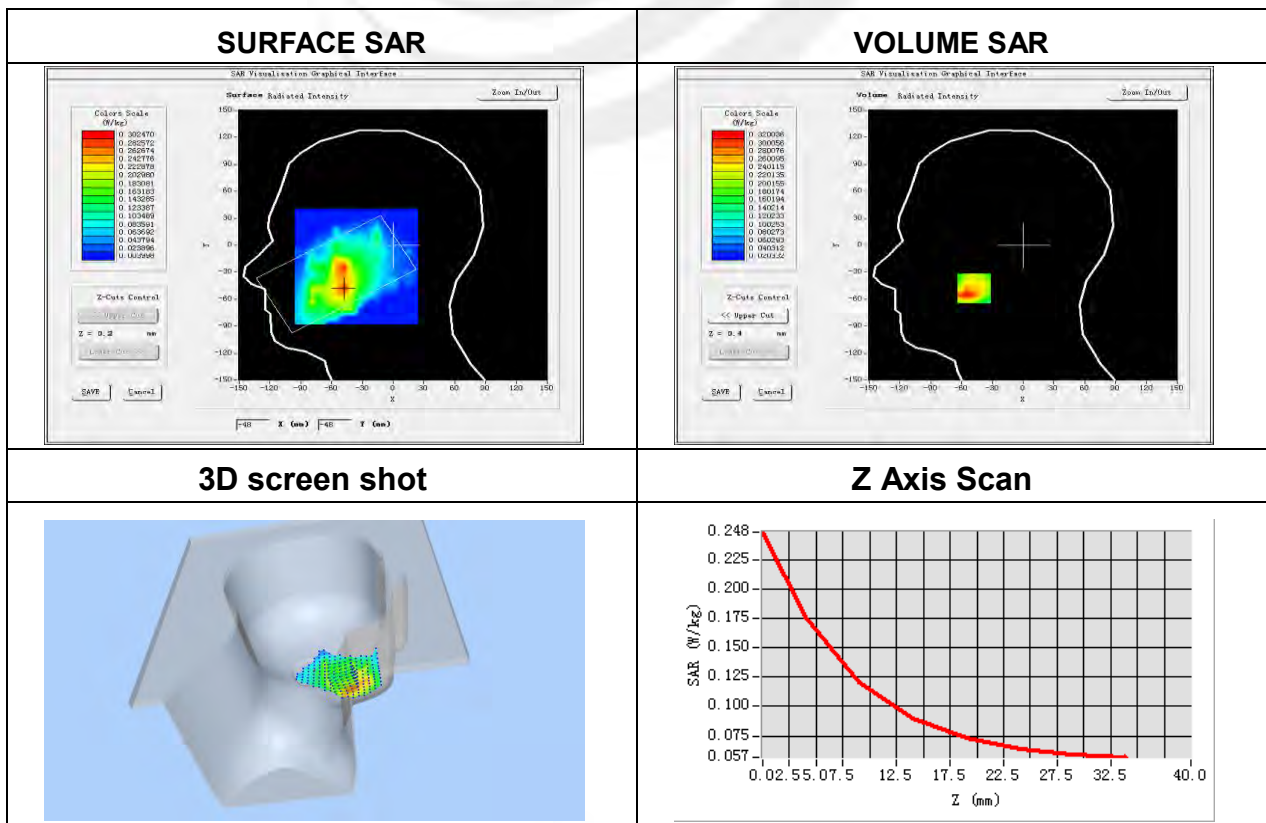 SURFACE SAR
SAR Visualisation Graphical Interface
Surface Radiated Intensity
Zoom In/Out
Colors Scale
(W/kg)
0.302470
0.282572
0.262674
0.242776
0.222878
0.202980
0.183081
0.163183
0.143285
0.123387
0.103489
0.083591
0.063692
0.043794
0.023896
0.003998
Z-Cuts Control
<< Upper Cut
Z = 0.2 mm
SAVE
Cancel
150
120
90
60
30
0
-30
-60
-90
-120
-150
Y
-150 -120 -90 -60 -30 0 30 60 90 120 150
X
-48 X (mm) -48 Y (mm)
VOLUME SAR
SAR Visualisation Graphical Interface
Volume Radiated Intensity
Zoom In/Out
Colors Scale
(W/kg)
0.320036
0.300056
0.280076
0.260095
0.240115
0.220135
0.200155
0.180174
0.160194
0.140214
0.120233
0.100253
0.080273
0.060293
0.040312
0.020332
Z-Cuts Control
<< Upper Cut
Z = 0.4 mm
SAVE
Cancel
150
120
90
60
30
0
-30
-60
-90
-120
-150
Y
-150 -120 -90 -60 -30 0 30 60 90 120 150
X
3D screen shot
Z Axis Scan
0.248
0.225
0.200
0.175
0.150
0.125
0.100
0.075
0.057
SAR (W/kg)
0.0 2.5 5.0 7.5 12.5 17.5 22.5 27.5 32.5 40.0
Z (mm)